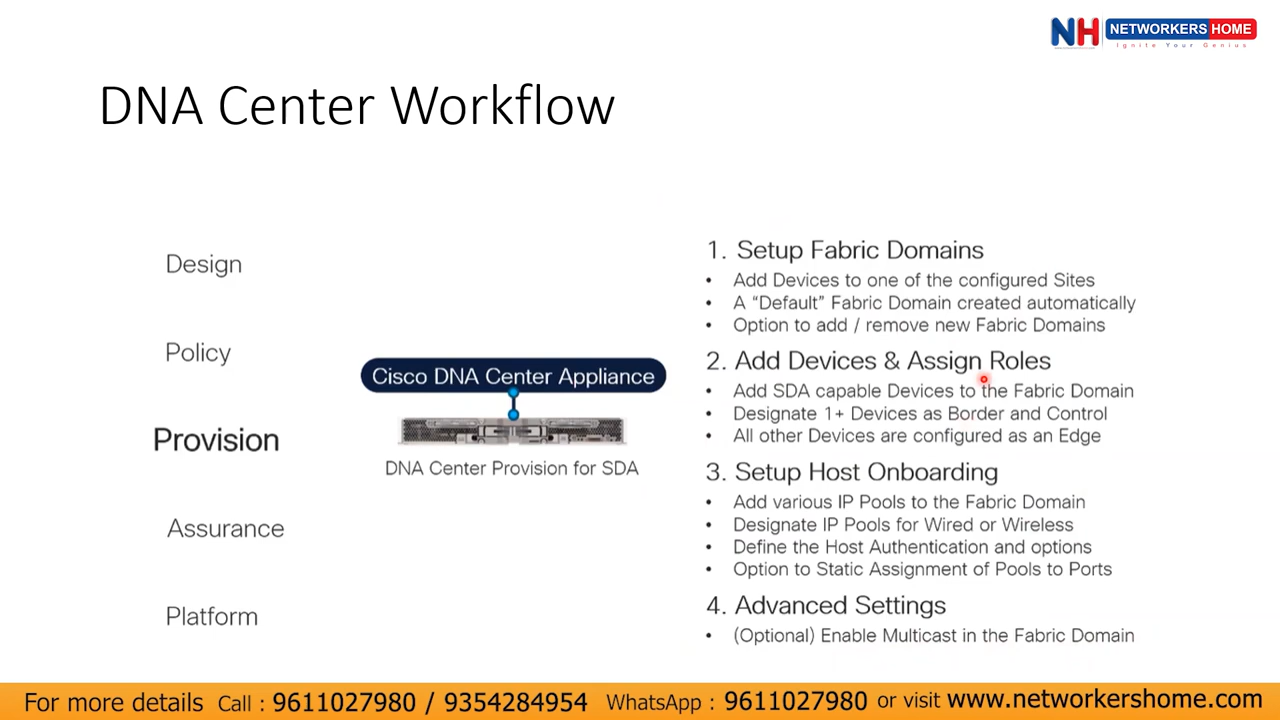 NH NETWORKERS HOME
Ignite Your Genius
DNA Center Workflow
Design
Policy
Provision
Assurance
Platform
Cisco DNA Center Appliance
DNA Center Provision for SDA
1. Setup Fabric Domains
• Add Devices to one of the configured Sites
• A “Default” Fabric Domain created automatically
• Option to add / remove new Fabric Domains
2. Add Devices & Assign Roles
• Add SDA capable Devices to the Fabric Domain
• Designate 1+ Devices as Border and Control
• All other Devices are configured as an Edge
3. Setup Host Onboarding
• Add various IP Pools to the Fabric Domain
• Designate IP Pools for Wired or Wireless
• Define the Host Authentication and options
• Option to Static Assignment of Pools to Ports
4. Advanced Settings
• (Optional) Enable Multicast in the Fabric Domain
For more details Call : 9611027980 / 9354284954 WhatsApp : 9611027980 or visit www.networkershome.com